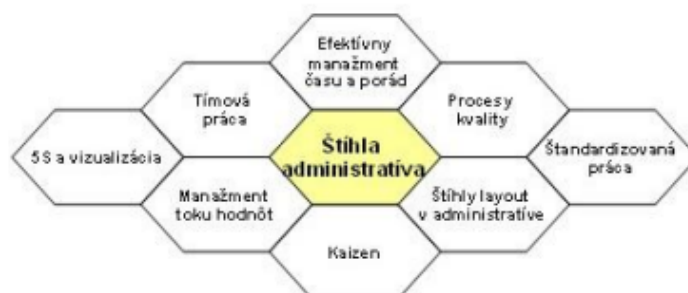 Efektívny
manažment
času a porád
Tímová
práca
Procesy
kvality
5S a vizualizácia
Štíhla
administratíva
Štandardizovaná
práca
Manažment
toku hodnôt
Štíhly layout
v administratíve
Kaizen